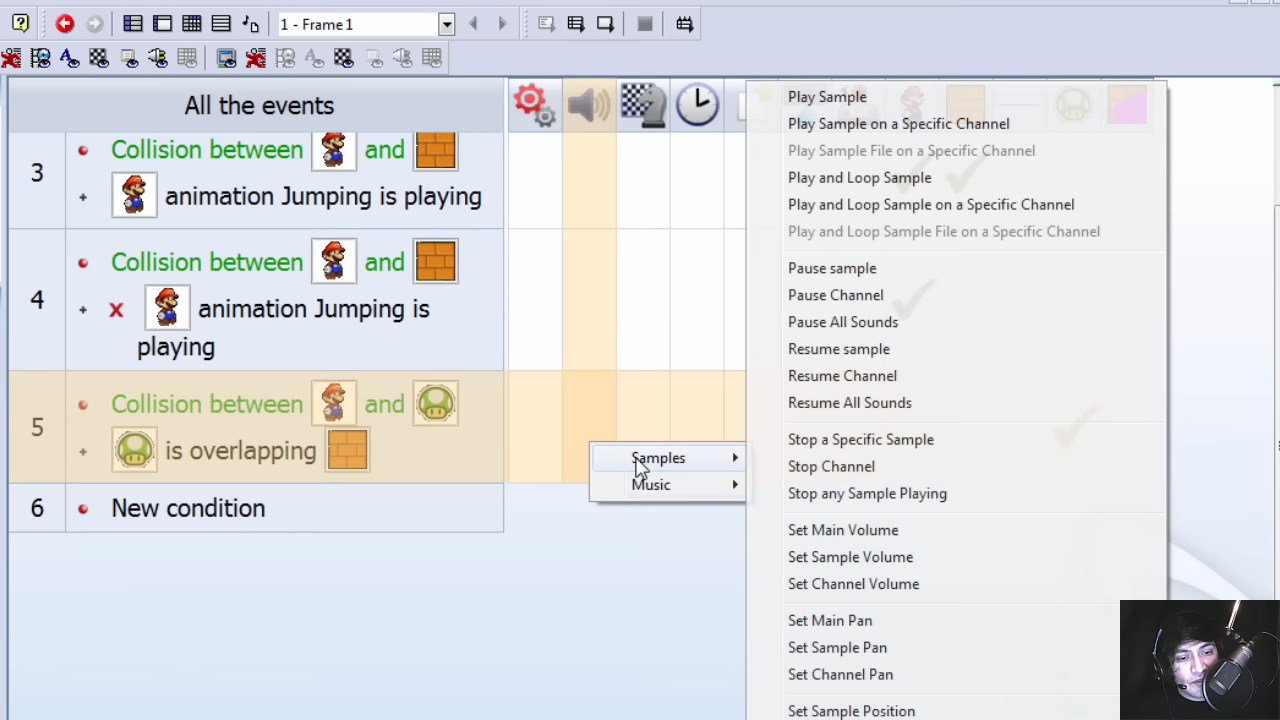 1 - Frame 1
All the events
3
Collision between and
+ animation Jumping is playing
4
Collision between and
+ X animation Jumping is
playing
5
Collision between and
+ is overlapping
6
New condition
Samples
Music
Play Sample
Play Sample on a Specific Channel
Play Sample File on a Specific Channel
Play and Loop Sample
Play and Loop Sample on a Specific Channel
Play and Loop Sample File on a Specific Channel
Pause sample
Pause Channel
Pause All Sounds
Resume sample
Resume Channel
Resume All Sounds
Stop a Specific Sample
Stop Channel
Stop any Sample Playing
Set Main Volume
Set Sample Volume
Set Channel Volume
Set Main Pan
Set Sample Pan
Set Channel Pan
Set Sample Position